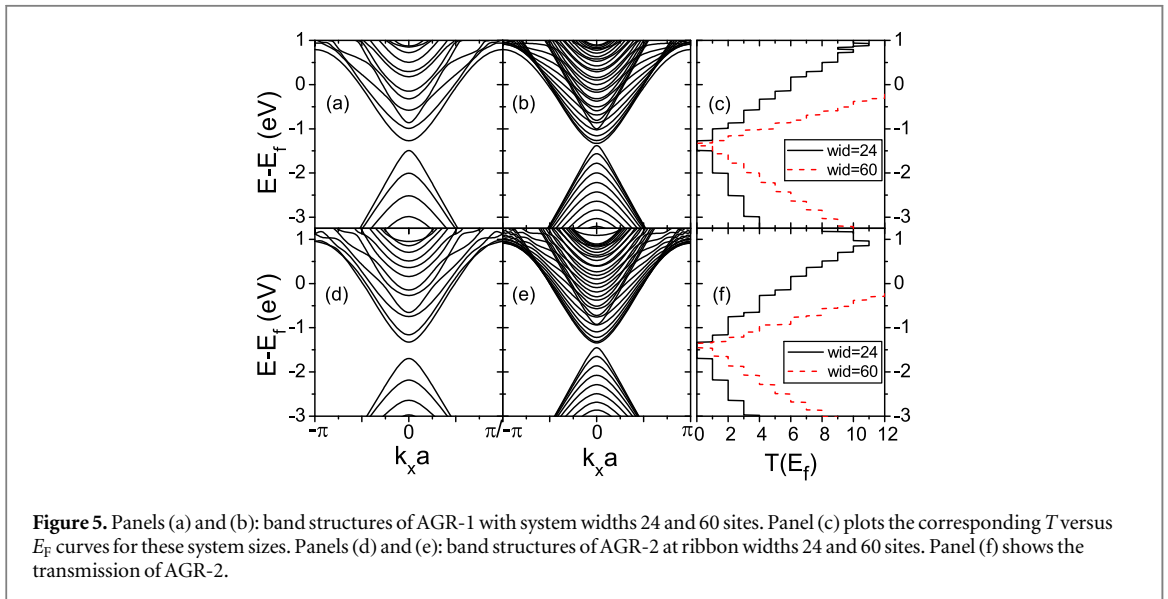 1
0
-1
-2
-3
E-E_f (eV)
(a)
(b)
(c)
wid=24
wid=60
1
0
-1
-2
-3
1
0
-1
-2
-3
E-E_f (eV)
(d)
(e)
(f)
wid=24
wid=60
1
0
-1
-2
-3
-π 0 π/-π 0 π 0 2 4 6 8 10 12
k_x a k_x a T(E_f)
Figure 5. Panels (a) and (b): band structures of AGR-1 with system widths 24 and 60 sites. Panel (c) plots the corresponding T versus
E_F curves for these system sizes. Panels (d) and (e): band structures of AGR-2 at ribbon widths 24 and 60 sites. Panel (f) shows the
transmission of AGR-2.